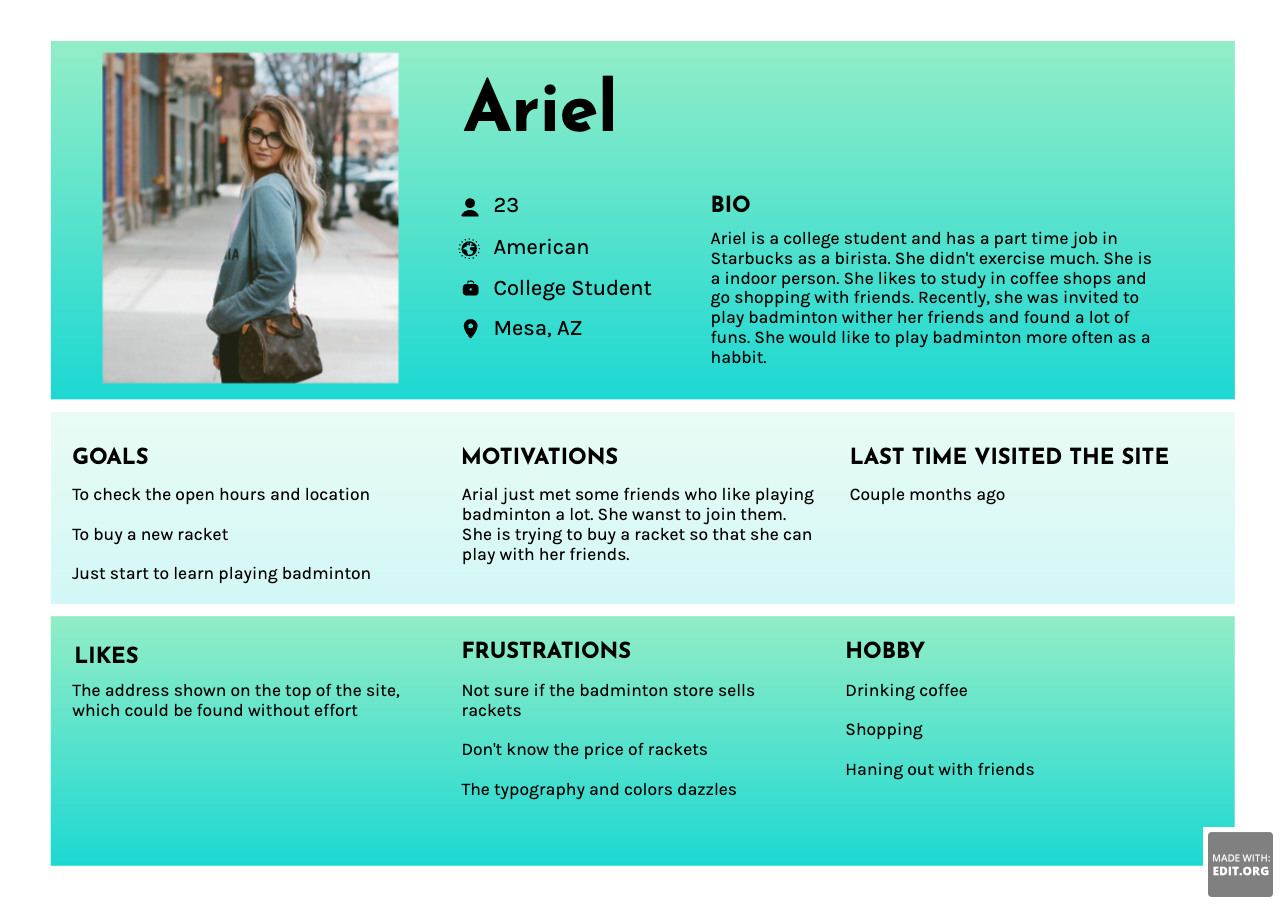 Ariel
23
American
College Student
Mesa, AZ
BIO
Ariel is a college student and has a part time job in
Starbucks as a birista. She didn't exercise much. She is
a indoor person. She likes to study in coffee shops and
go shopping with friends. Recently, she was invited to
play badminton wither her friends and found a lot of
funs. She would like to play badminton more often as a
habbit.
GOALS
To check the open hours and location
To buy a new racket
Just start to learn playing badminton
MOTIVATIONS
Arial just met some friends who like playing
badminton a lot. She wanst to join them.
She is trying to buy a racket so that she can
play with her friends.
LAST TIME VISITED THE SITE
Couple months ago
LIKES
The address shown on the top of the site,
which could be found without effort
FRUSTRATIONS
Not sure if the badminton store sells
rackets
Don't know the price of rackets
The typography and colors dazzles
HOBBY
Drinking coffee
Shopping
Haning out with friends
MADE WITH:
EDIT.ORG